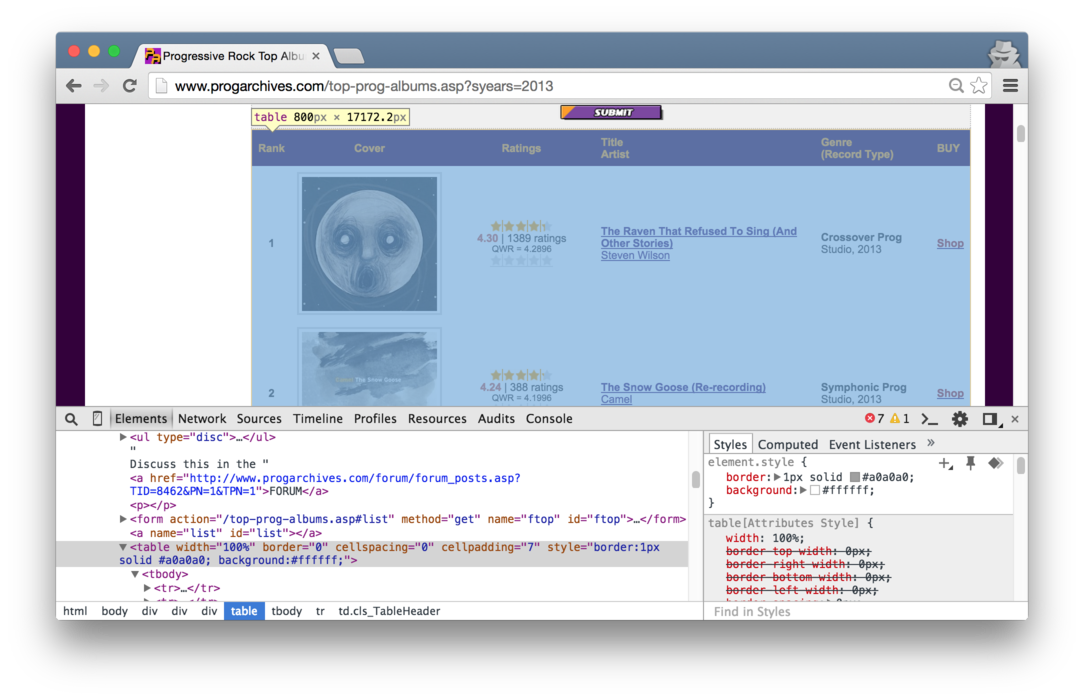 Progressive Rock Top Albu ×
www.progarchives.com/top-prog-albums.asp?syears=2013
SUBMIT
table 800px × 17172.2px
Rank Cover Ratings Title Artist Genre (Record Type) BUY
1
4.30 | 1389 ratings
QWR = 4.2896
The Raven That Refused To Sing (And
Other Stories)
Steven Wilson
Crossover Prog
Studio, 2013
Shop
2
The Snow Goose
4.24 | 388 ratings
QWR = 4.1996
The Snow Goose (Re-recording)
Camel
Symphonic Prog
Studio, 2013
Shop
Elements Network Sources Timeline Profiles Resources Audits Console 7 1 ×
▶<ul type="disc">…</ul>
"
Discuss this in the "
<a href="http://www.progarchives.com/forum/forum_posts.asp?
TID=8462&PN=1&TPN=1">FORUM</a>
<p></p>
▶<form action="/top-prog-albums.asp#list" method="get" name="ftop" id="ftop">…</form>
<a name="list" id="list"></a>
▼<table width="100%" border="0" cellspacing="0" cellpadding="7" style="border:1px
solid #a0a0a0; background:#ffffff;">
▼<tbody>
▶<tr>…</tr>
▶<tr>…</tr>
html body div div div table tbody tr td.cls_TableHeader
Styles Computed Event Listeners »
element.style {
border:▶1px solid #a0a0a0;
background:▶#ffffff;
}
table[Attributes Style] {
width: 100%;
border-top-width: 0px;
border-right-width: 0px;
border-bottom-width: 0px;
border-left-width: 0px;
Find in Styles